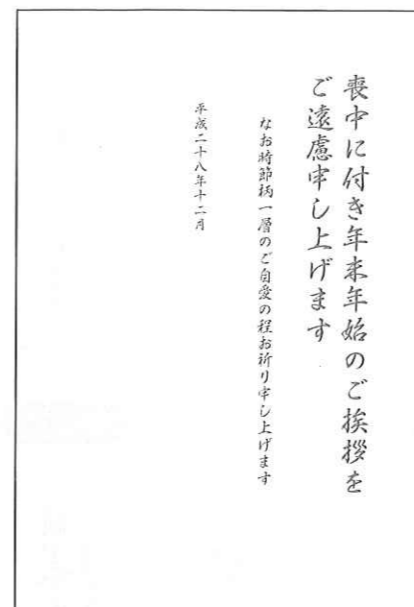 喪中に付き年末年始のご挨拶を
ご遠慮申し上げます
なお時節柄一層のご自愛の程お祈り申し上げます
平成二十八年十二月